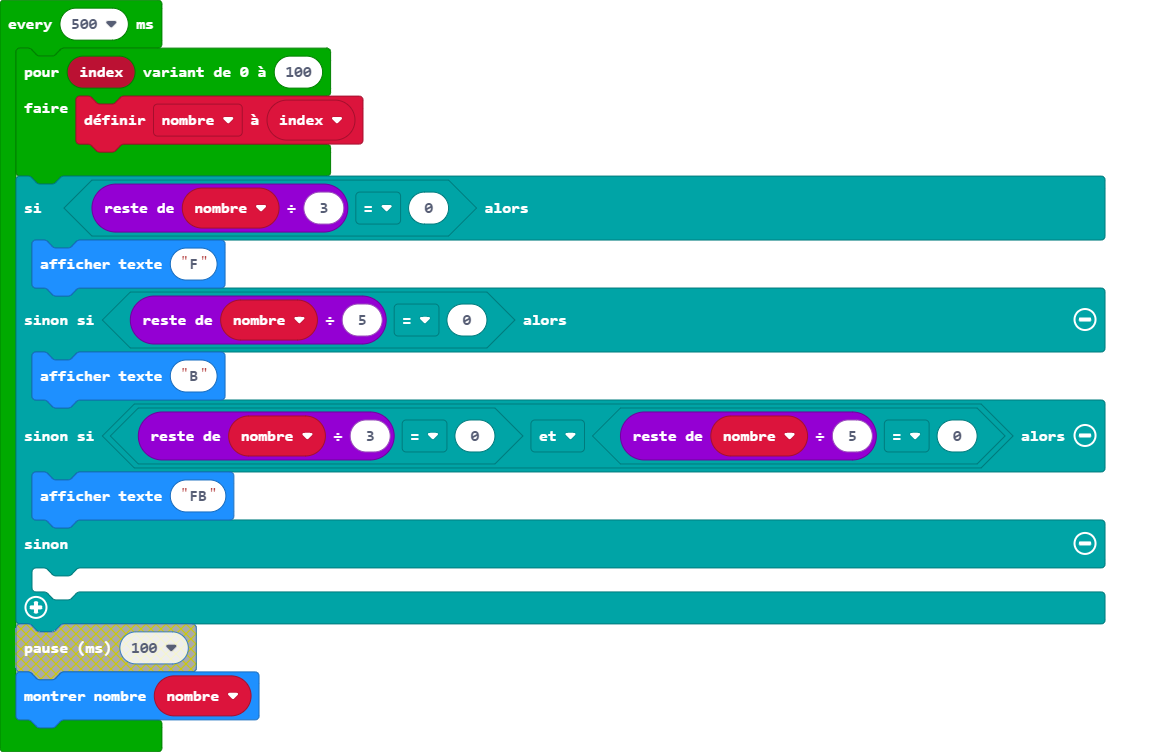 every 500 ms
pour index variant de 0 à 100
faire définir nombre à index
si reste de nombre ÷ 3 = 0 alors
afficher texte "F"
sinon si reste de nombre ÷ 5 = 0 alors
afficher texte "B"
sinon si reste de nombre ÷ 3 = 0 et reste de nombre ÷ 5 = 0 alors
afficher texte "FB"
sinon
pause (ms) 100
montrer nombre nombre